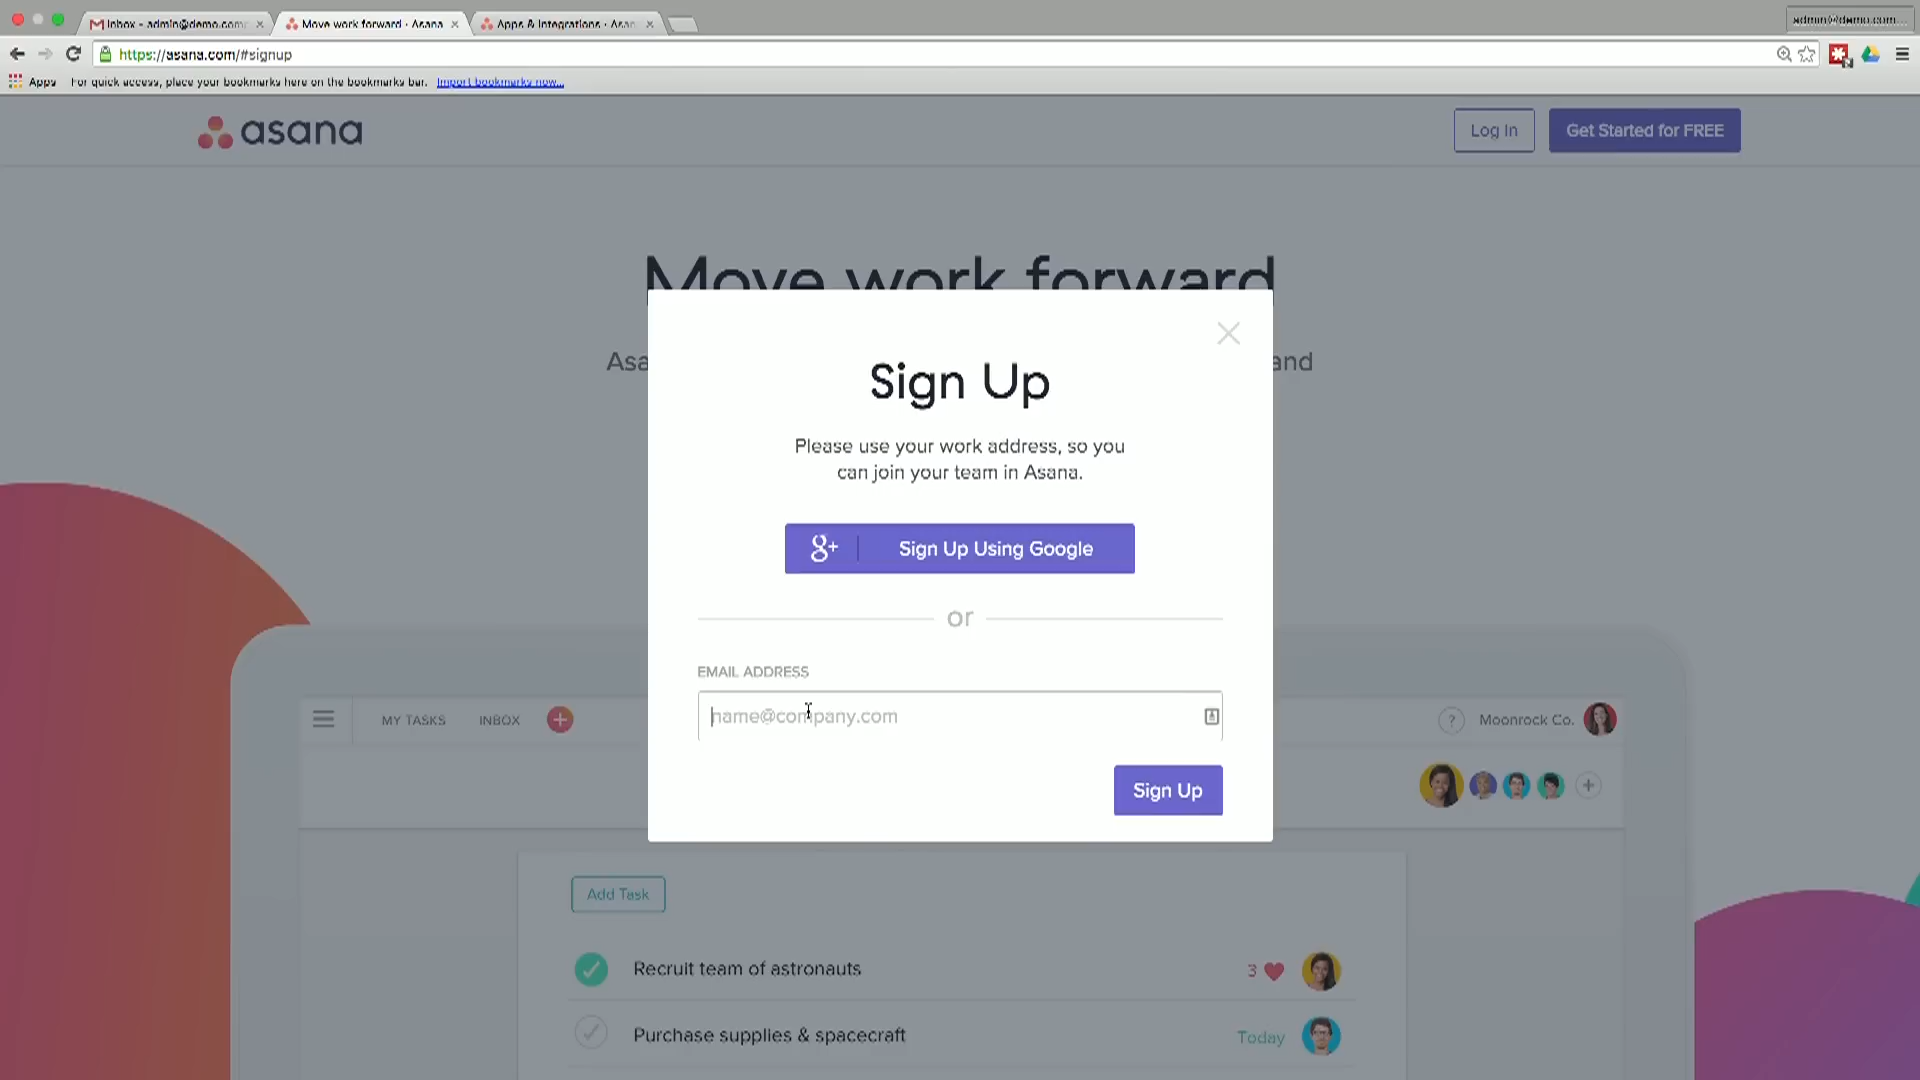 Inbox - admin@demo.com
Move work forward · Asana
Apps & Integrations · Asan
admin@demo.com...
https://asana.com/#signup
Apps
For quick access, place your bookmarks here on the bookmarks bar.
Import bookmarks now...
asana
Log In
Get Started for FREE
Move work forward
Asa
and
Sign Up
Please use your work address, so you
can join your team in Asana.
g+
Sign Up Using Google
or
EMAIL ADDRESS
name@company.com
Sign Up
MY TASKS
INBOX
?
Moonrock Co.
Add Task
Recruit team of astronauts
3
Purchase supplies & spacecraft
Today